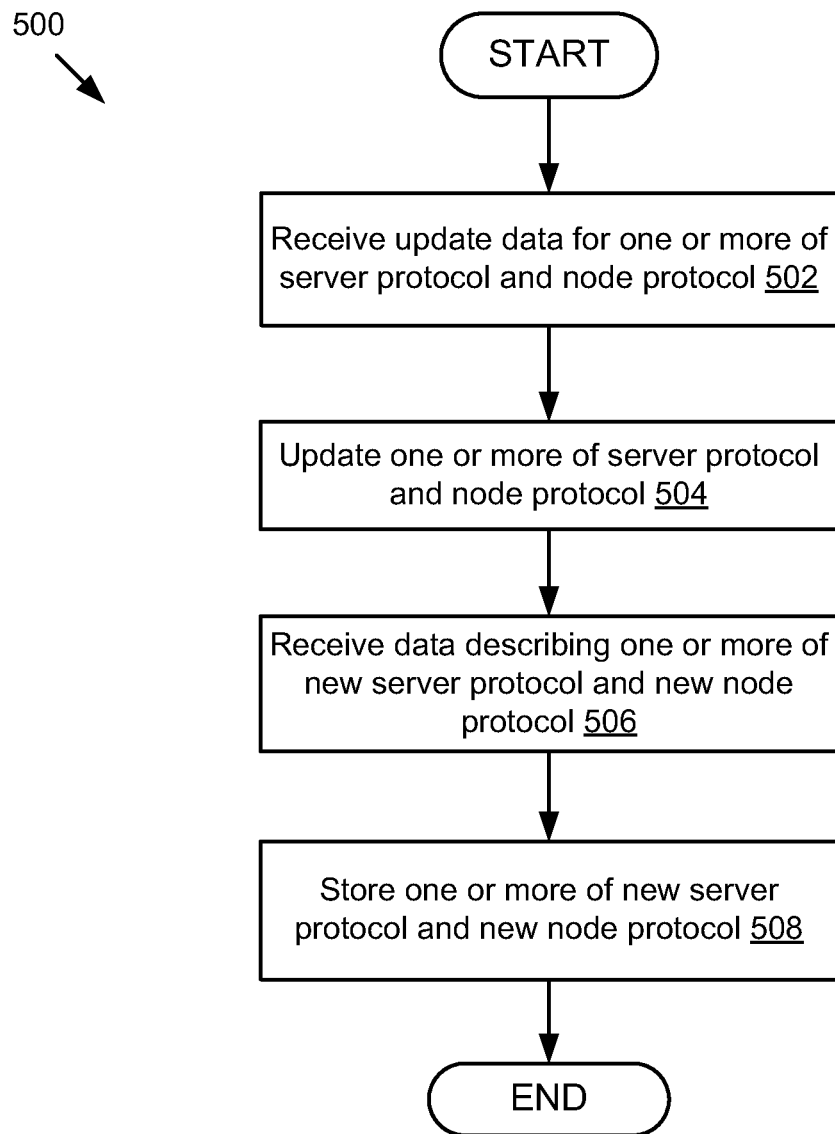 500
START
Receive update data for one or more of
server protocol and node protocol 502
Update one or more of server protocol
and node protocol 504
Receive data describing one or more of
new server protocol and new node
protocol 506
Store one or more of new server
protocol and new node protocol 508
END